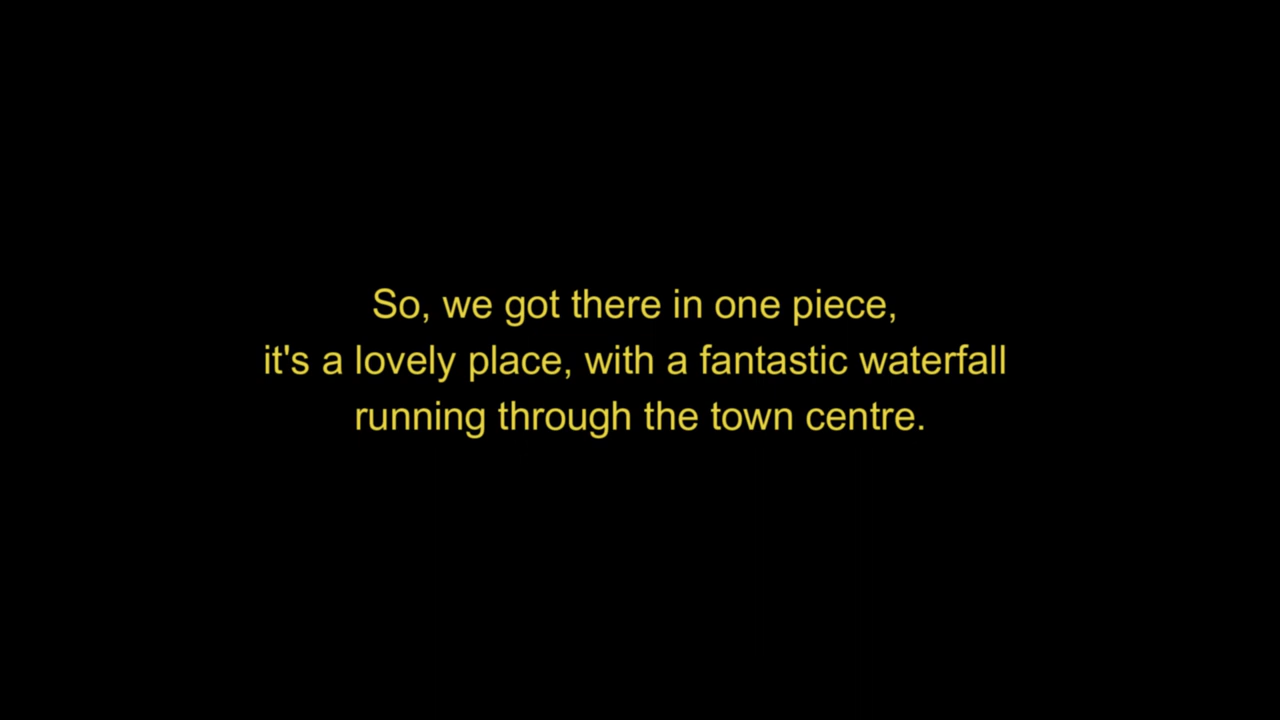 So, we got there in one piece,
it's a lovely place, with a fantastic waterfall
running through the town centre.